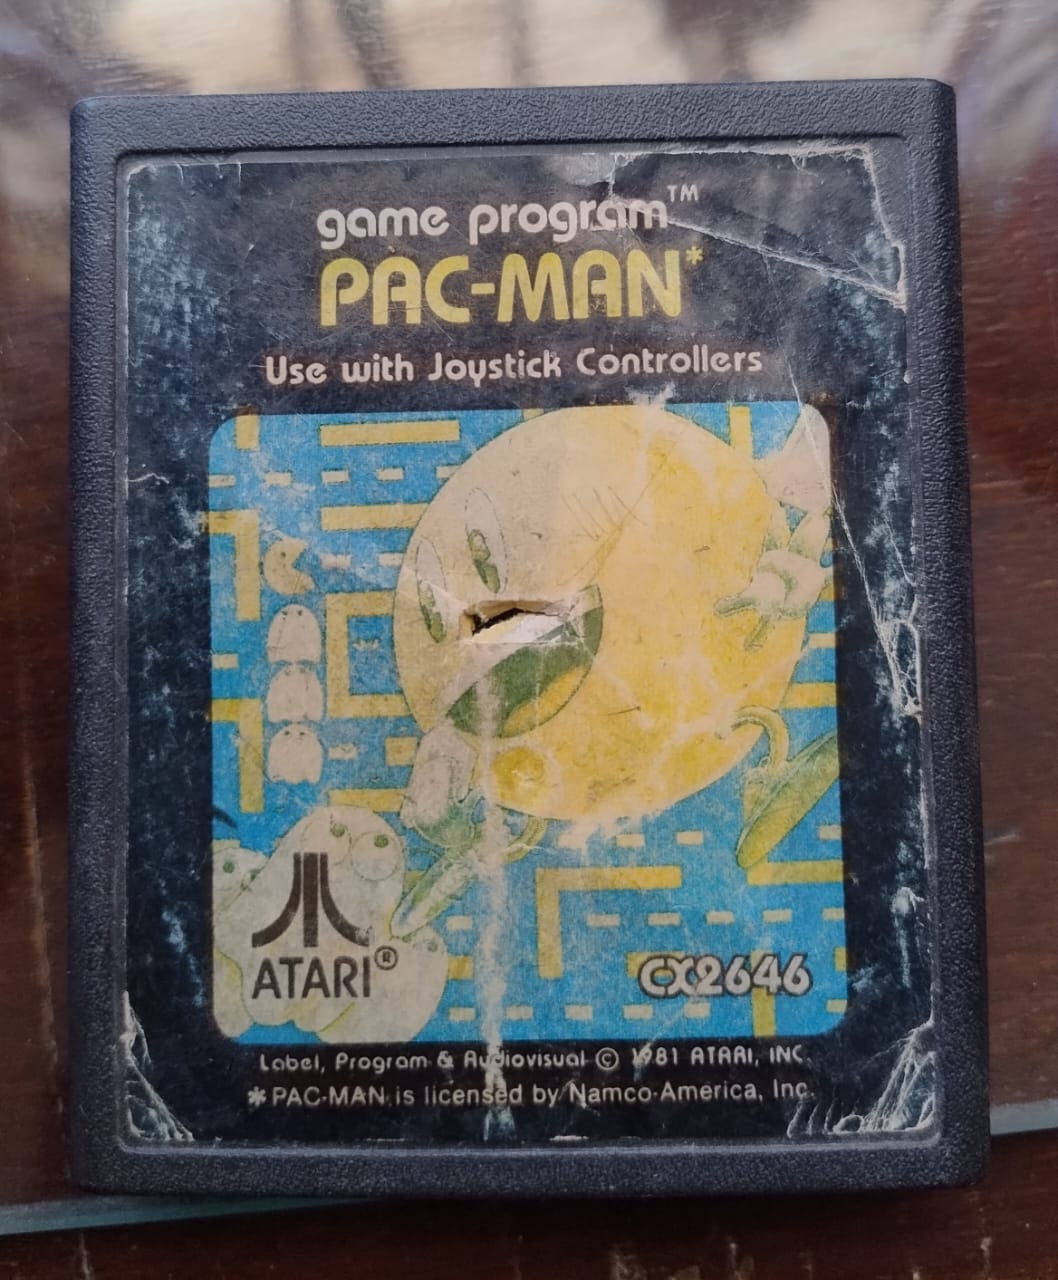 game program™
PAC-MAN*
Use with Joystick Controllers
ATARI®
CX2646
Label, Program & Audiovisual © 1981 ATARI, INC.
*PAC-MAN is licensed by Namco-America, Inc.